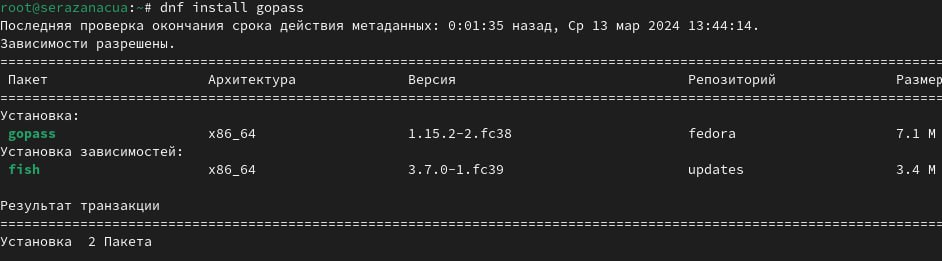 root@serazanacua:~# dnf install gopass
Последняя проверка окончания срока действия метаданных: 0:01:35 назад, Ср 13 мар 2024 13:44:14.
Зависимости разрешены.
================================================================================
Пакет Архитектура Версия Репозиторий Размер
================================================================================
Установка:
gopass x86_64 1.15.2-2.fc38 fedora 7.1 M
Установка зависимостей:
fish x86_64 3.7.0-1.fc39 updates 3.4 M
Результат транзакции
================================================================================
Установка 2 Пакета